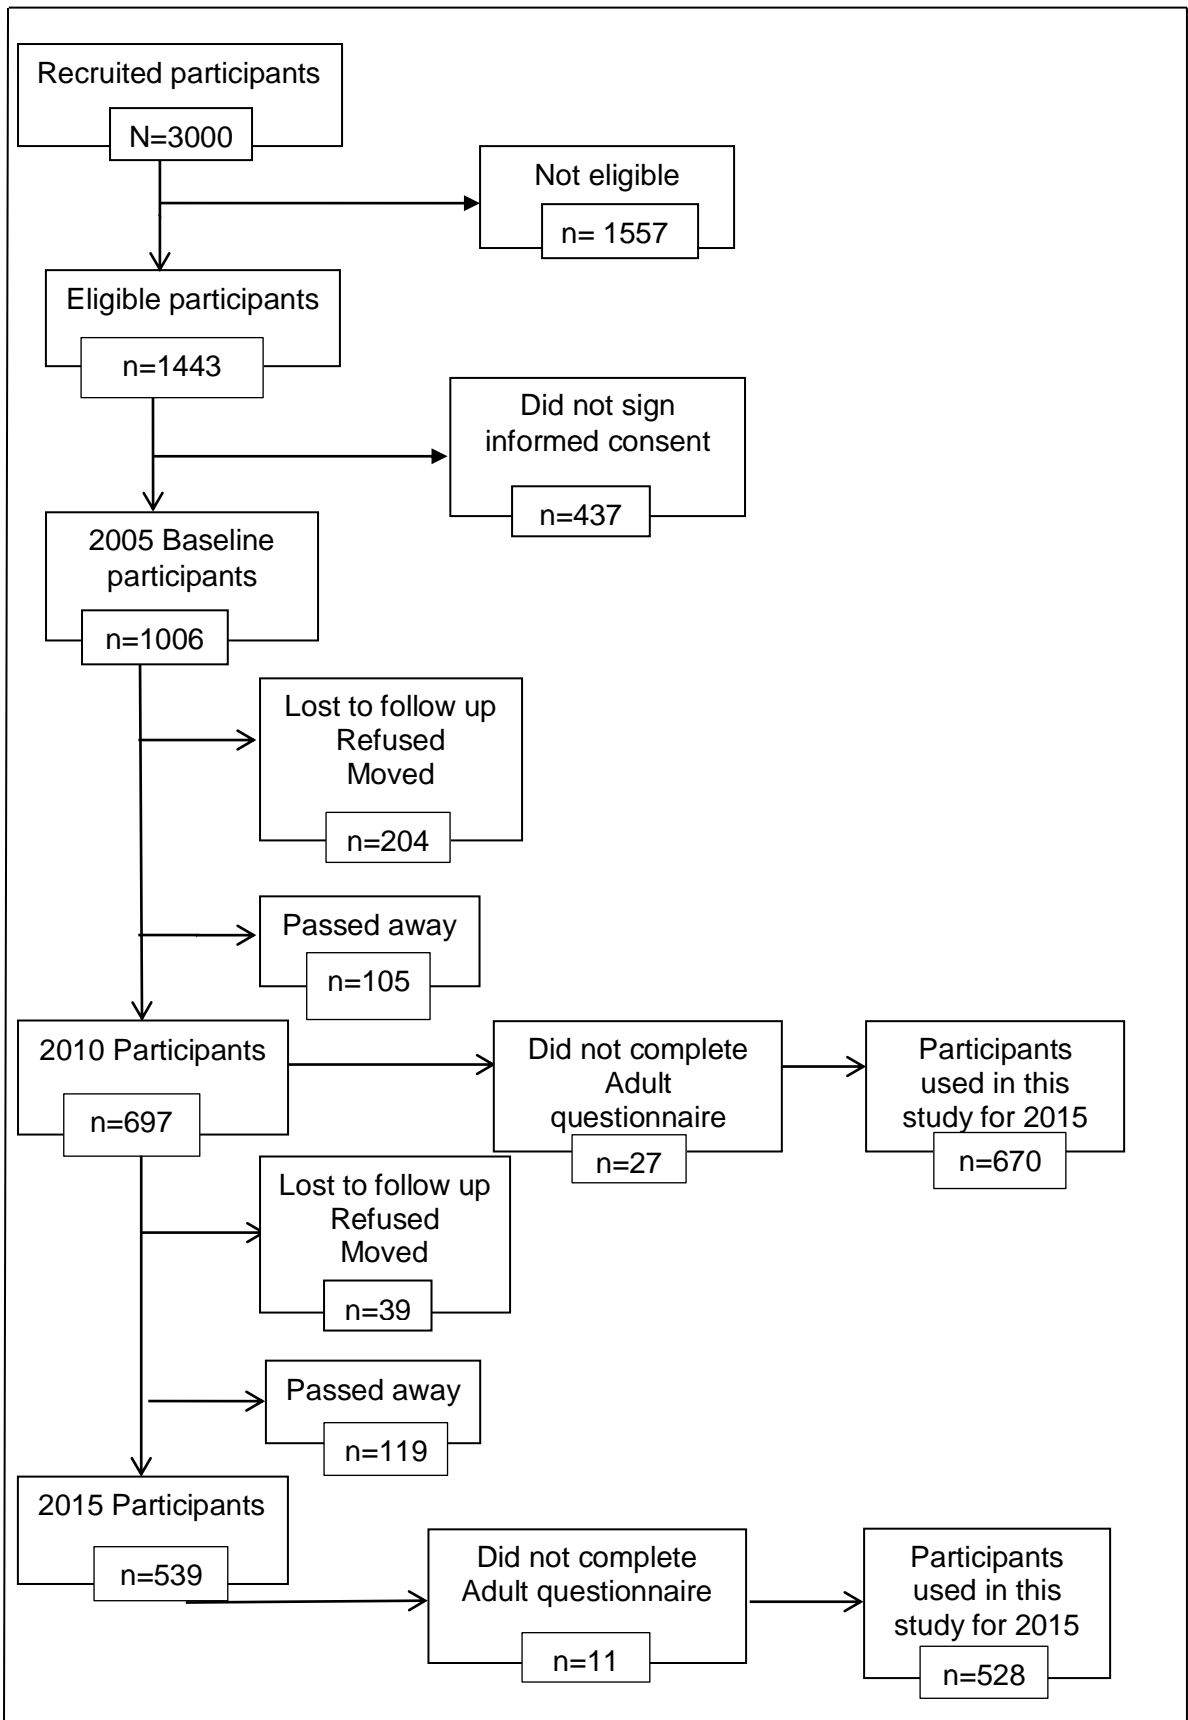 Recruited participants
N=3000
Not eligible
n= 1557
Eligible participants
n=1443
Did not sign
informed consent
n=437
2005 Baseline
participants
n=1006
Lost to follow up
Refused
Moved
n=204
Passed away
n=105
2010 Participants
n=697
Did not complete
Adult
questionnaire
n=27
Participants
used in this
study for 2015
n=670
Lost to follow up
Refused
Moved
n=39
Passed away
n=119
2015 Participants
n=539
Did not complete
Adult questionnaire
n=11
Participants
used in this
study for 2015
n=528